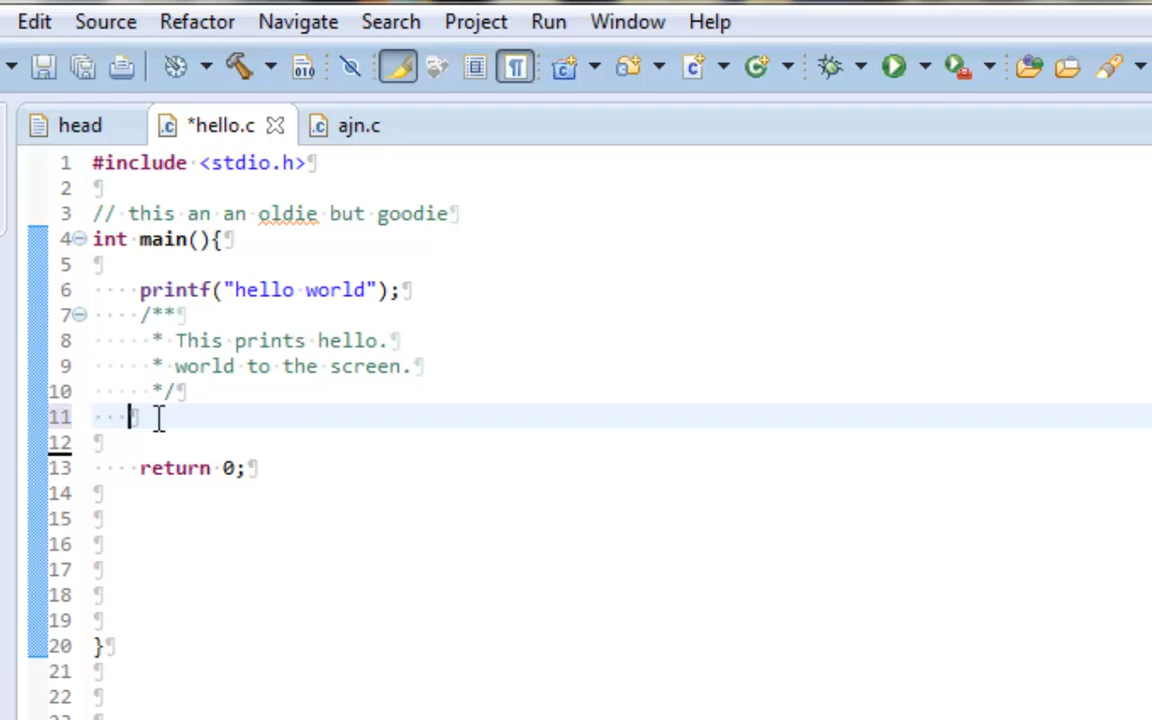 Edit Source Refactor Navigate Search Project Run Window Help
010
head *hello.c ajn.c
1 #include <stdio.h>¶
2 ¶
3 // this an an oldie but goodie¶
4 int main(){¶
5 ¶
6 printf("hello world");¶
7 /**¶
8 * This prints hello.¶
9 * world to the screen.¶
10 */¶
11 ¶
12 ¶
13 return 0;¶
14 ¶
15 ¶
16 ¶
17 ¶
18 ¶
19 ¶
20 }¶
21 ¶
22 ¶